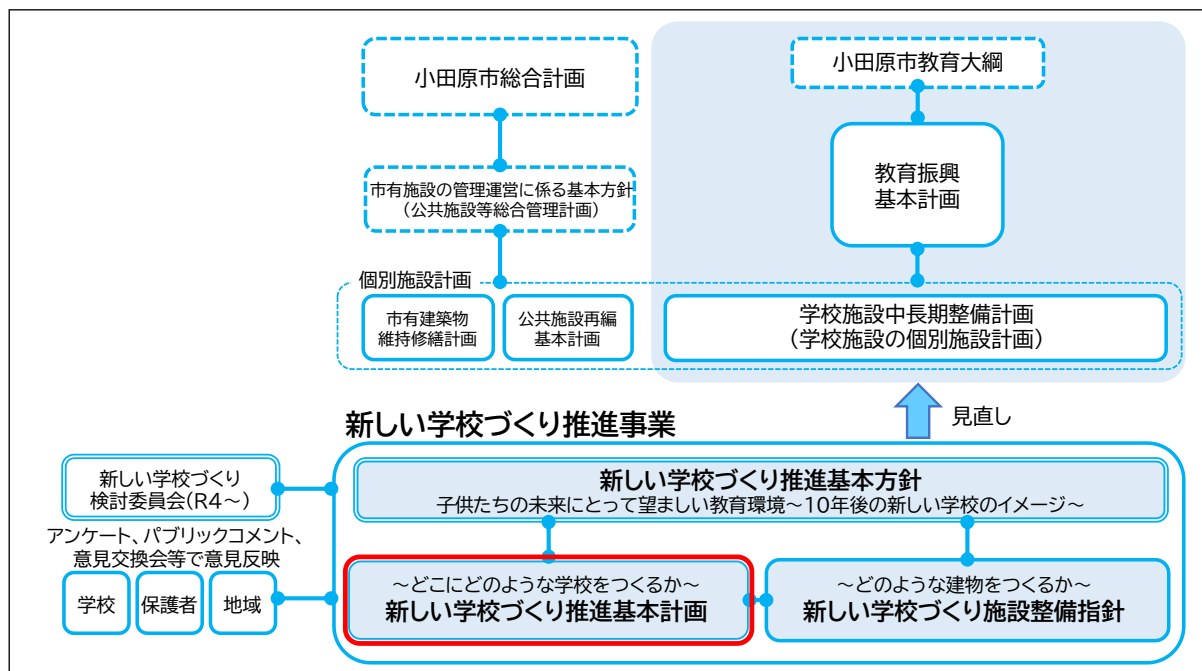 小田原市総合計画
小田原市教育大綱
市有施設の管理運営に係る基本方針
(公共施設等総合管理計画)
教育振興
基本計画
個別施設計画
市有建築物
維持修繕計画
公共施設再編
基本計画
学校施設中長期整備計画
(学校施設の個別施設計画)
見直し
新しい学校づくり推進事業
新しい学校づくり
検討委員会(R4～)
新しい学校づくり推進基本方針
子供たちの未来にとって望ましい教育環境～10年後の新しい学校のイメージ～
アンケート、パブリックコメント、
意見交換会等で意見反映
学校
保護者
地域
～どこにどのような学校をつくるか～
新しい学校づくり推進基本計画
～どのような建物をつくるか～
新しい学校づくり施設整備指針